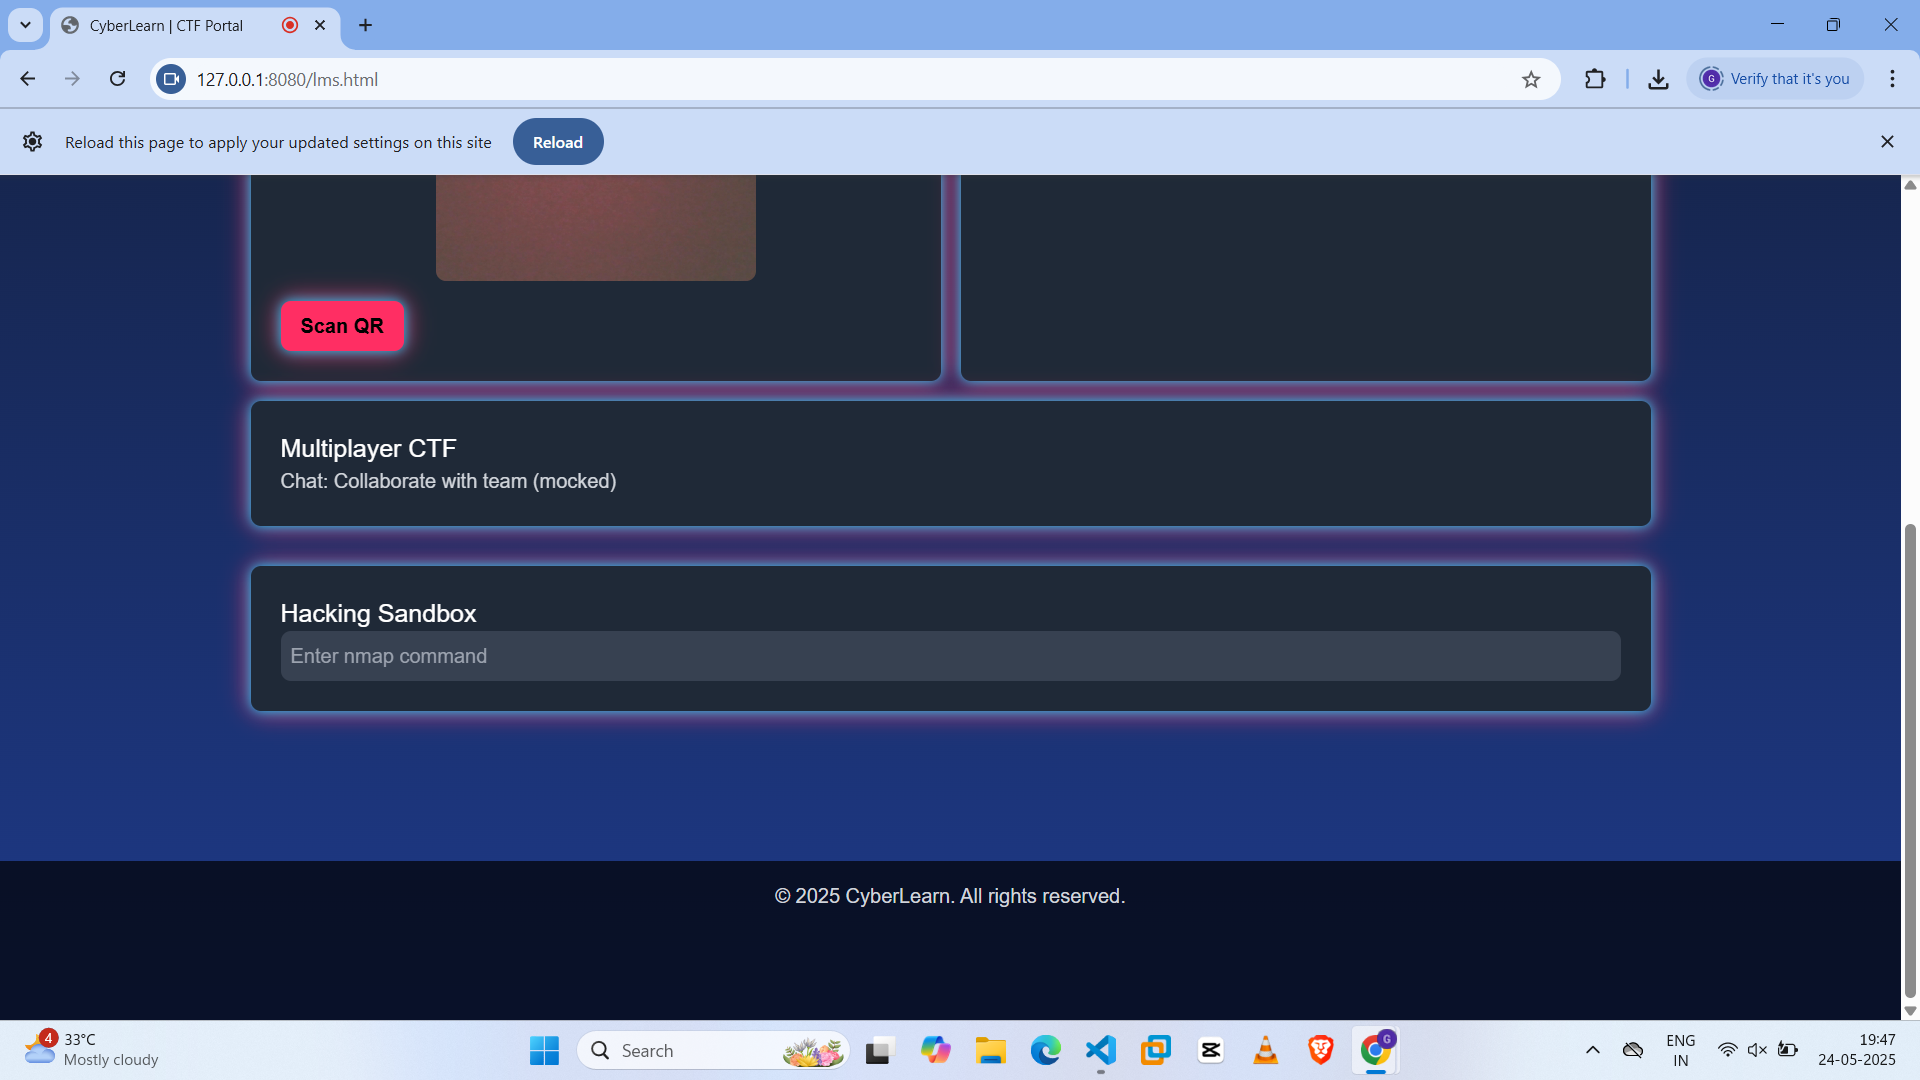 CyberLearn | CTF Portal
127.0.0.1:8080/lms.html
G
Verify that it's you
Reload this page to apply your updated settings on this site
Reload
Scan QR
Multiplayer CTF
Chat: Collaborate with team (mocked)
Hacking Sandbox
Enter nmap command
© 2025 CyberLearn. All rights reserved.
4
33°C
Mostly cloudy
Search
G
ENG
IN
19:47
24-05-2025